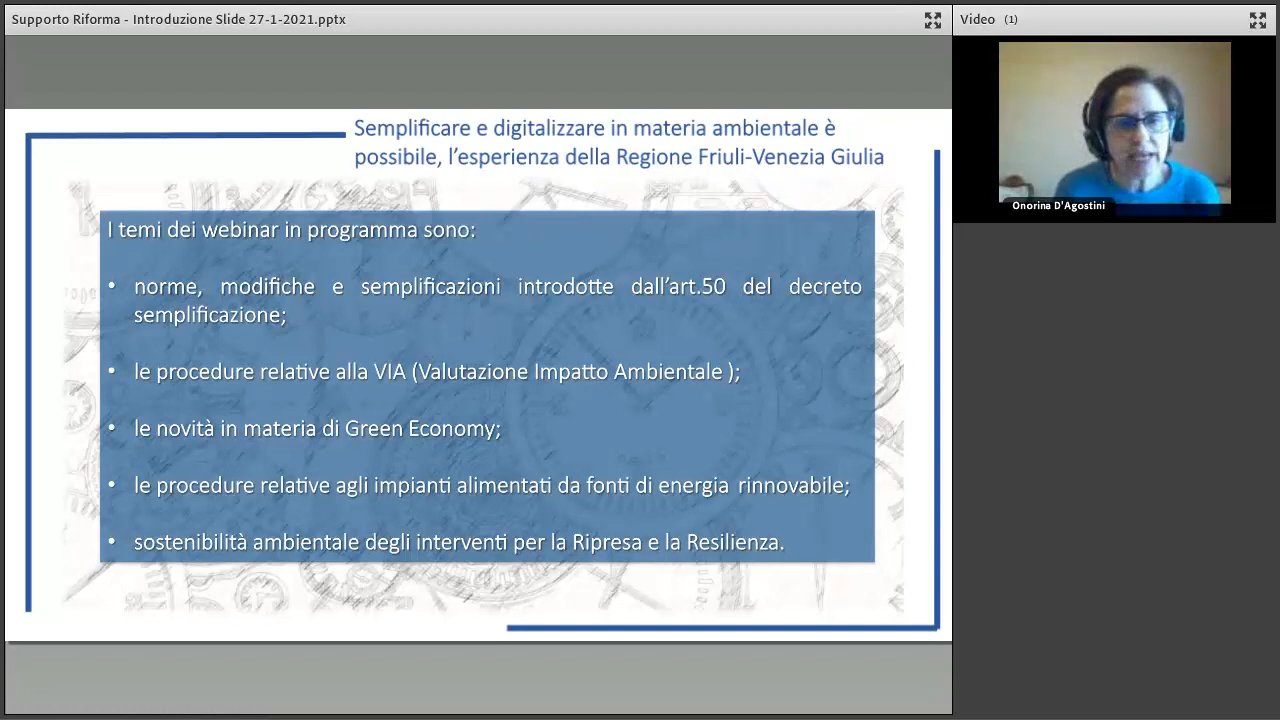 Supporto Riforma - Introduzione Slide 27-1-2021.pptx
Video (1)
Onorina D'Agostini
Semplificare e digitalizzare in materia ambientale è
possibile, l'esperienza della Regione Friuli-Venezia Giulia
I temi dei webinar in programma sono:
• norme, modifiche e semplificazioni introdotte dall'art.50 del decreto
semplificazione;
• le procedure relative alla VIA (Valutazione Impatto Ambientale );
• le novità in materia di Green Economy;
• le procedure relative agli impianti alimentati da fonti di energia rinnovabile;
• sostenibilità ambientale degli interventi per la Ripresa e la Resilienza.